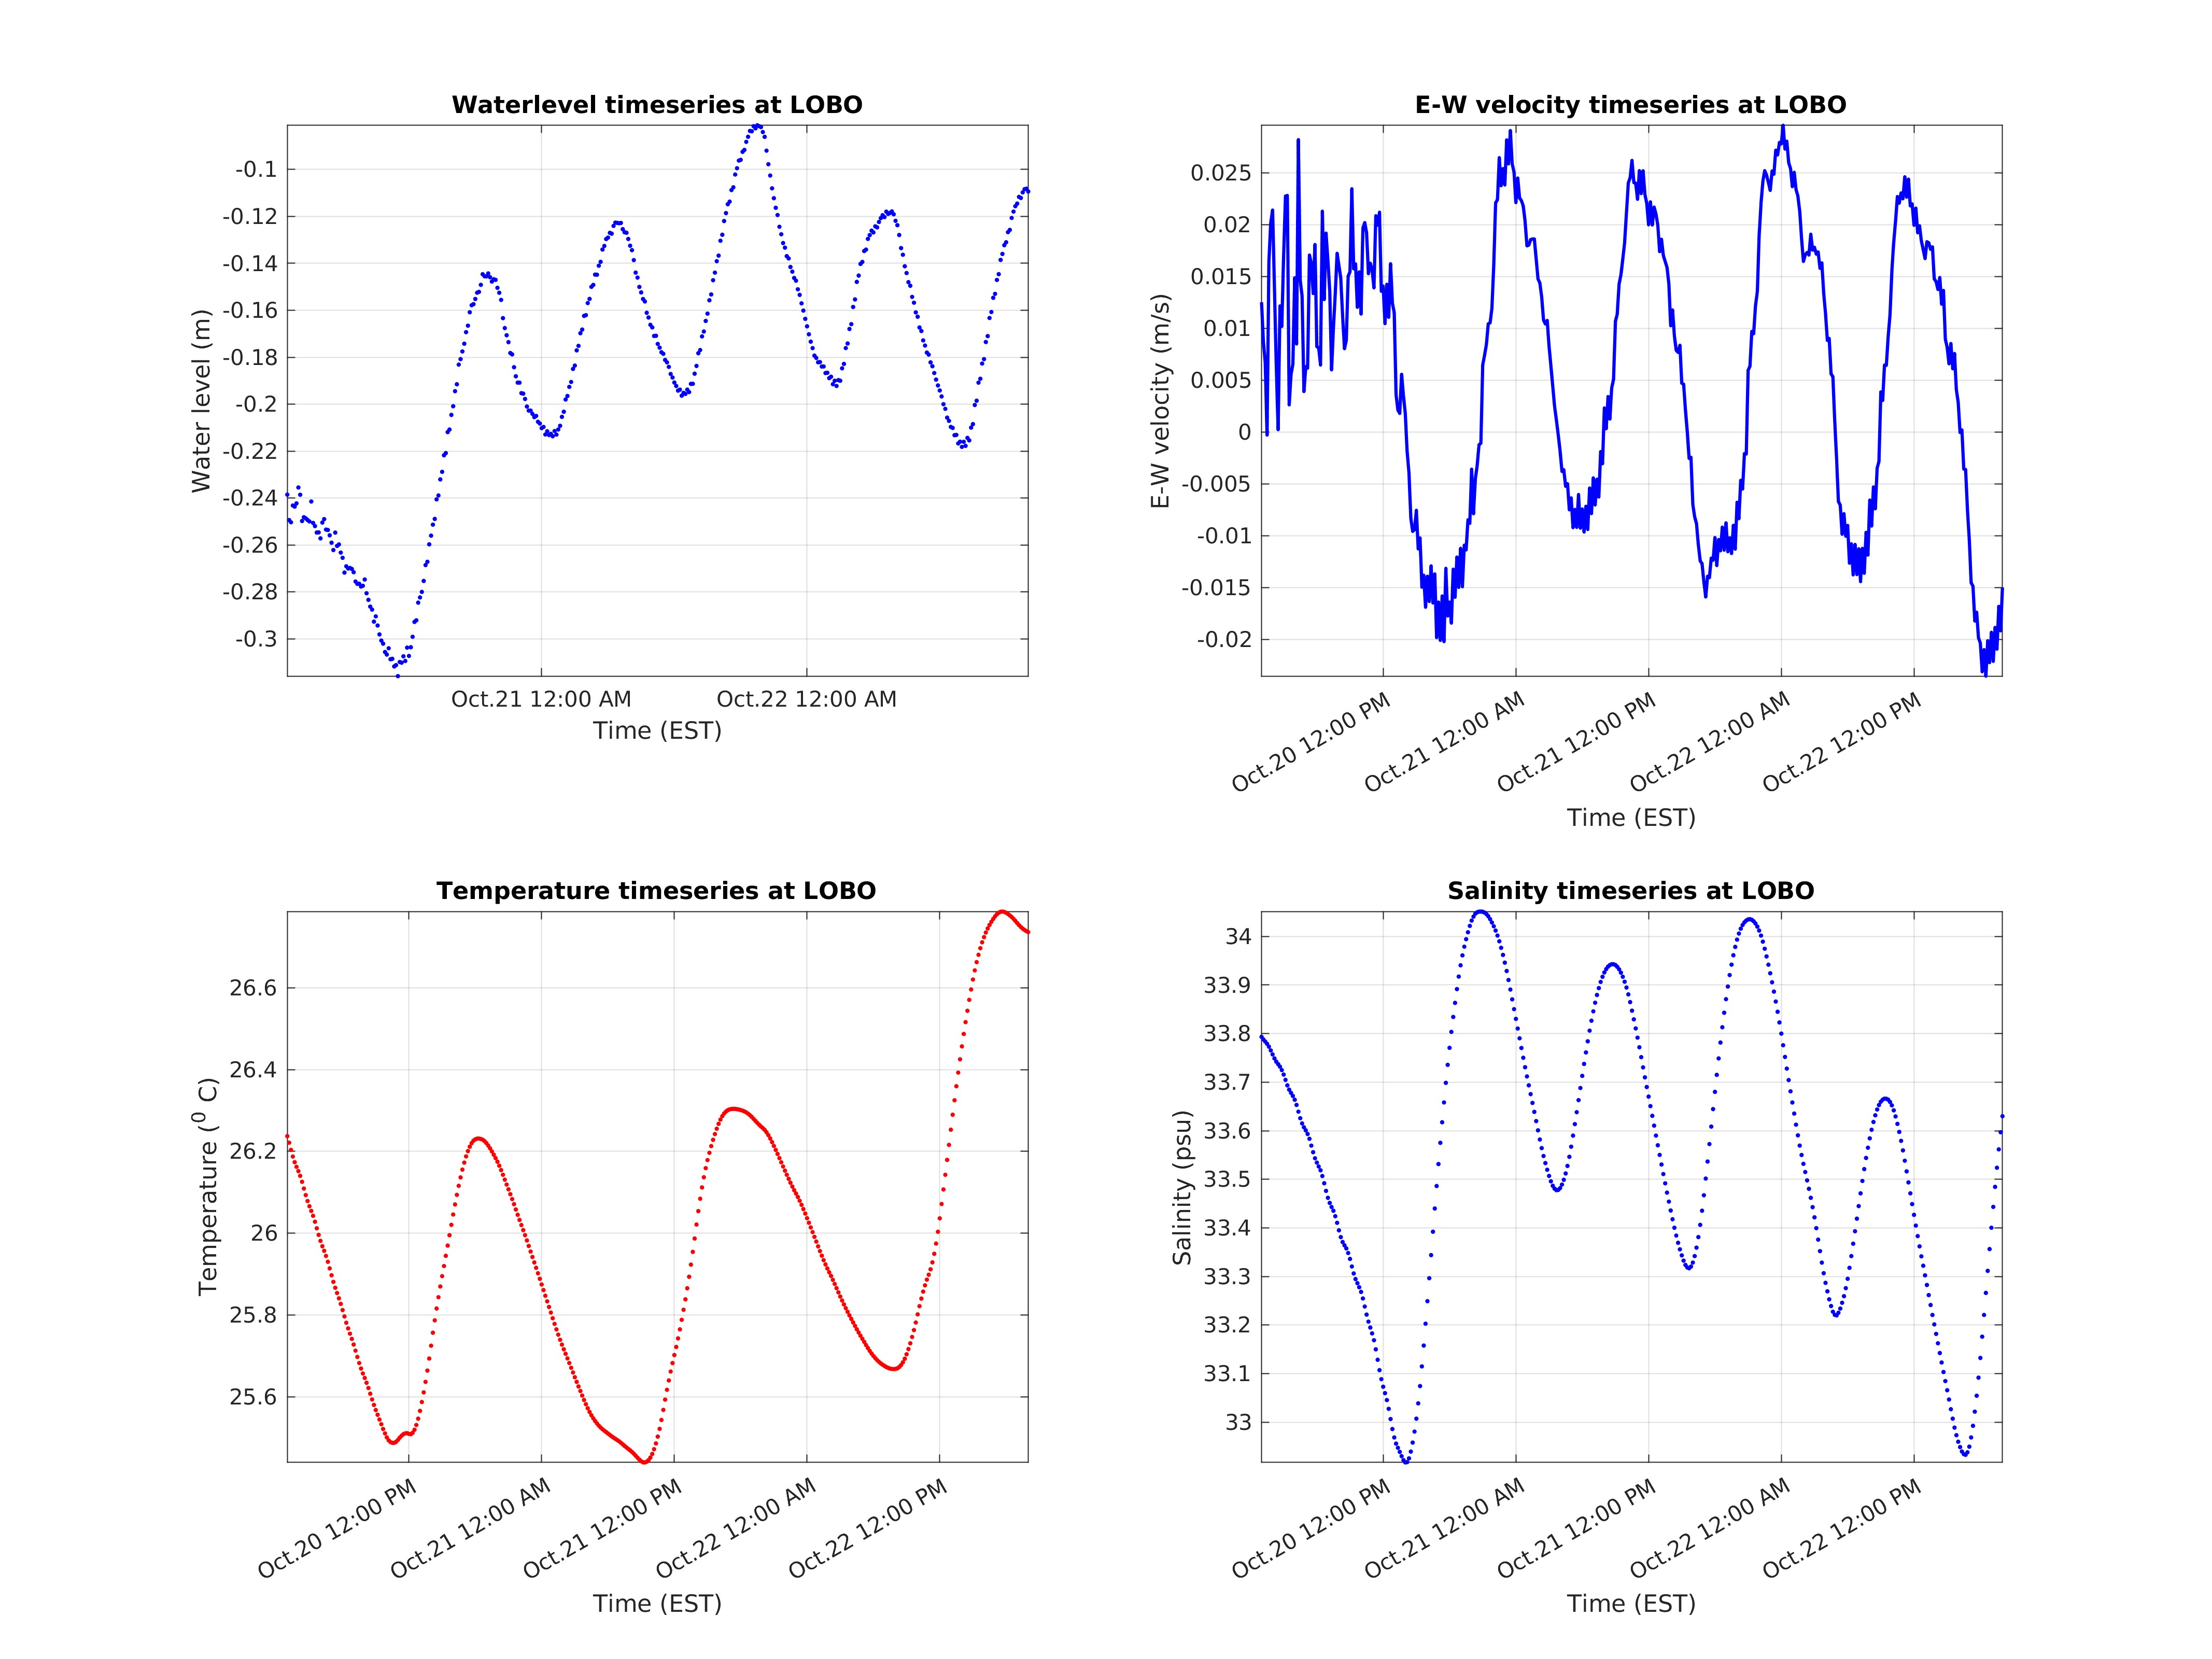 Waterlevel timeseries at LOBO
-0.1
-0.12
-0.14
-0.16
-0.18
-0.2
-0.22
-0.24
-0.26
-0.28
-0.3
Water level (m)
Oct.21 12:00 AM
Oct.22 12:00 AM
Time (EST)
E-W velocity timeseries at LOBO
0.025
0.02
0.015
0.01
0.005
0
-0.005
-0.01
-0.015
-0.02
E-W velocity (m/s)
Oct.20 12:00 PM
Oct.21 12:00 AM
Oct.21 12:00 PM
Oct.22 12:00 AM
Oct.22 12:00 PM
Time (EST)
Temperature timeseries at LOBO
26.6
26.4
26.2
26
25.8
25.6
Temperature (⁰ C)
Oct.20 12:00 PM
Oct.21 12:00 AM
Oct.21 12:00 PM
Oct.22 12:00 AM
Oct.22 12:00 PM
Time (EST)
Salinity timeseries at LOBO
34
33.9
33.8
33.7
33.6
33.5
33.4
33.3
33.2
33.1
33
Salinity (psu)
Oct.20 12:00 PM
Oct.21 12:00 AM
Oct.21 12:00 PM
Oct.22 12:00 AM
Oct.22 12:00 PM
Time (EST)